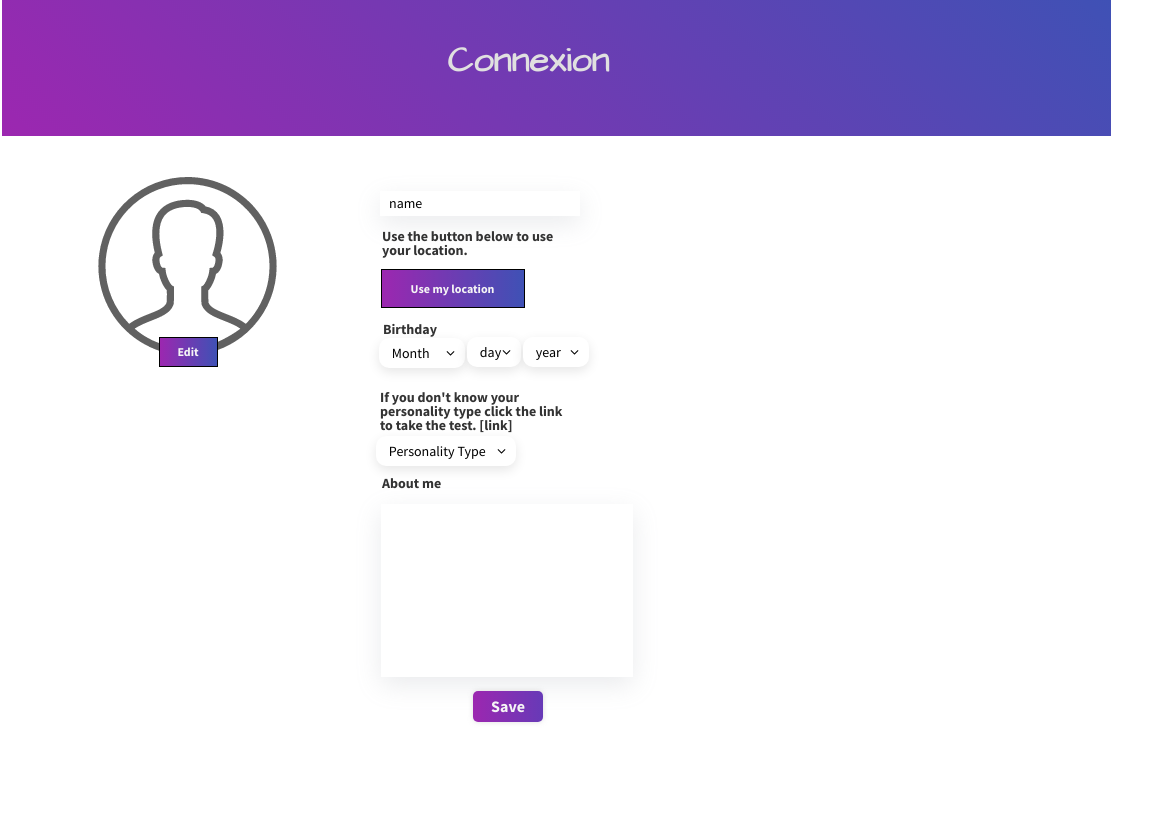 Connexion
name
Use the button below to use
your location.
Use my location
Birthday
Month day year
Edit
If you don't know your
personality type click the link
to take the test. [link]
Personality Type
About me
Save